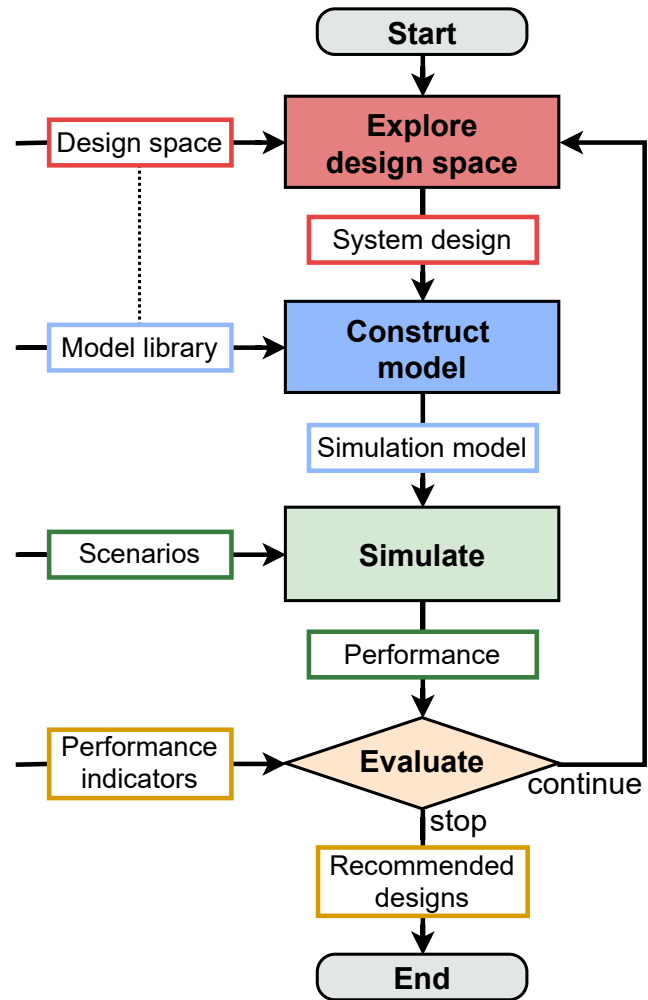 Start
Explore
design space
Design space
System design
Construct
model
Model library
Simulation model
Simulate
Scenarios
Performance
Evaluate
Performance
indicators
continue
stop
Recommended
designs
End